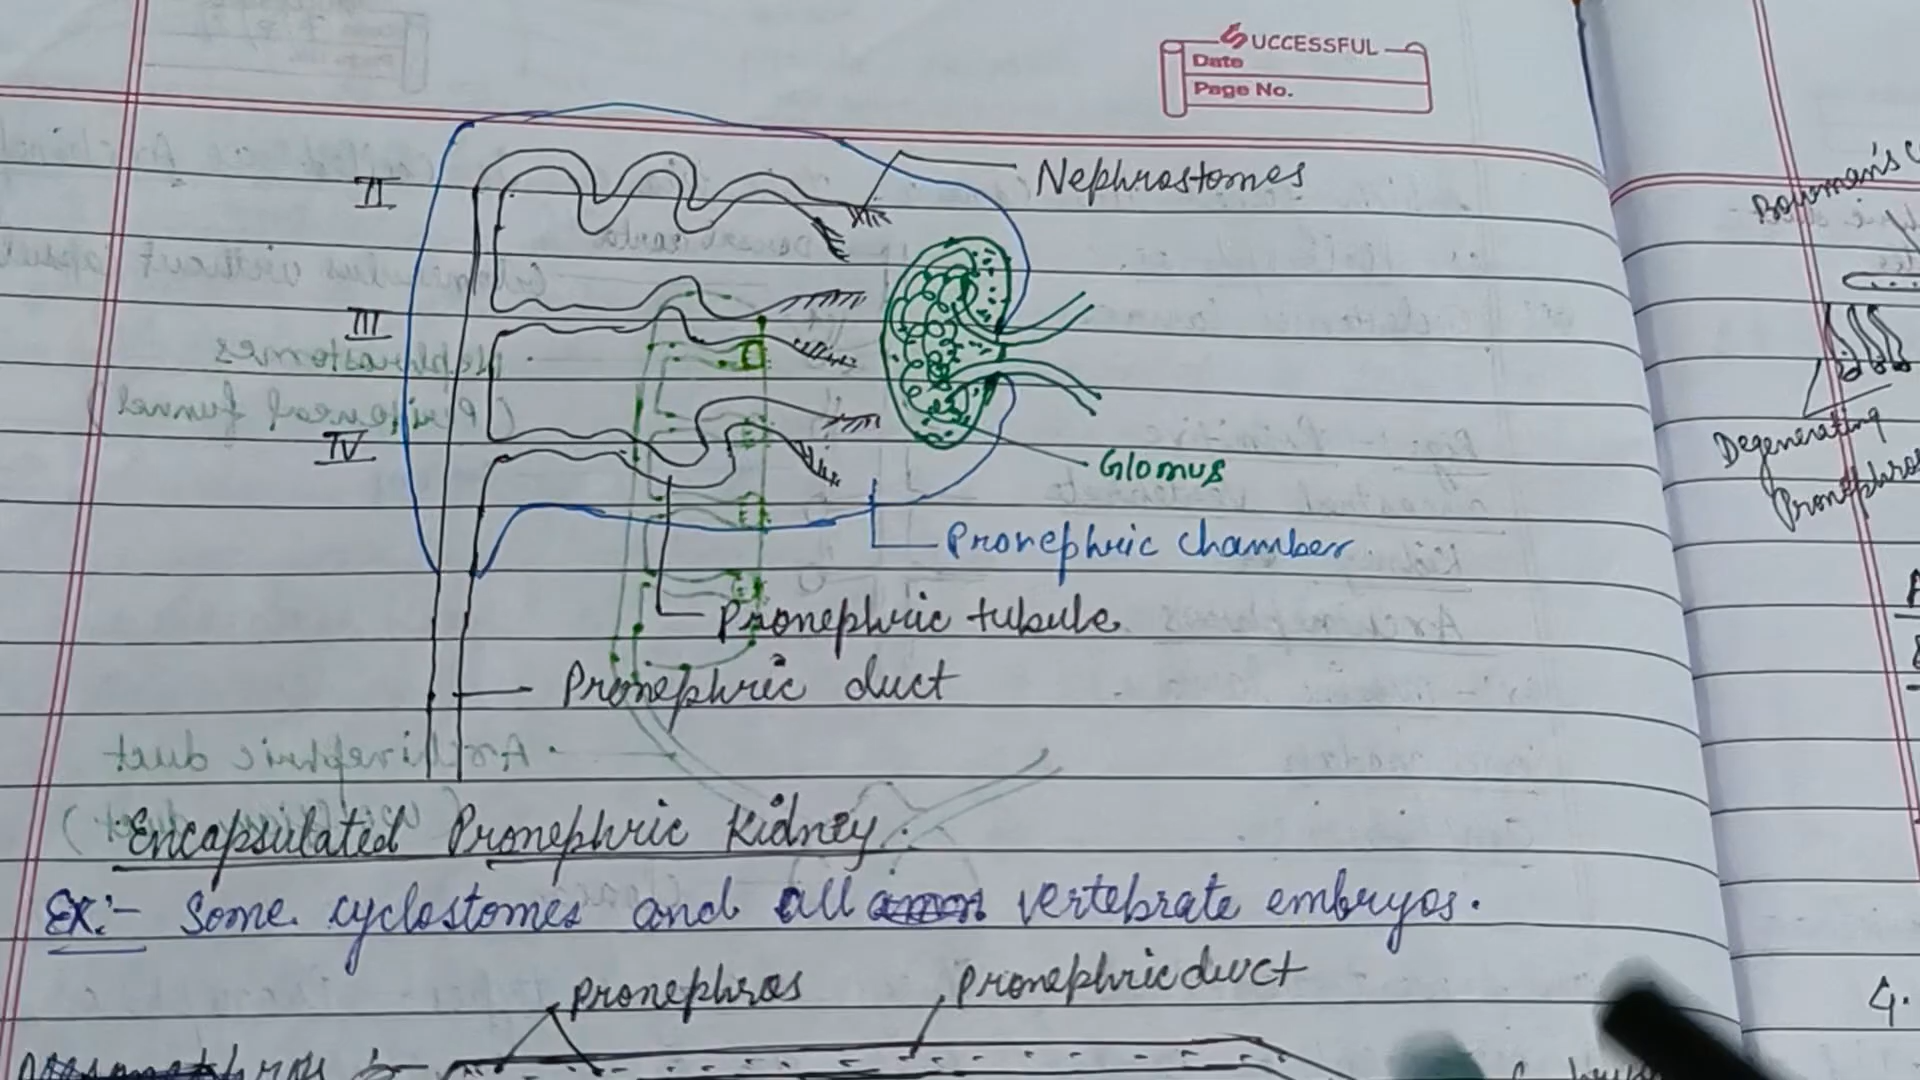 SUCCESSFUL
Date
Page No.
Nephrostomes
II
III
IV
Glomus
Pronephric chamber
Pronephric tubule
Pronephric duct
Encapsulated Pronephric Kidney.
Ex:- Some cyclostomes and all vertebrate embryos.
Pronephros
Pronephric duct
Bowman's
Degenerating
Pronephros
4.